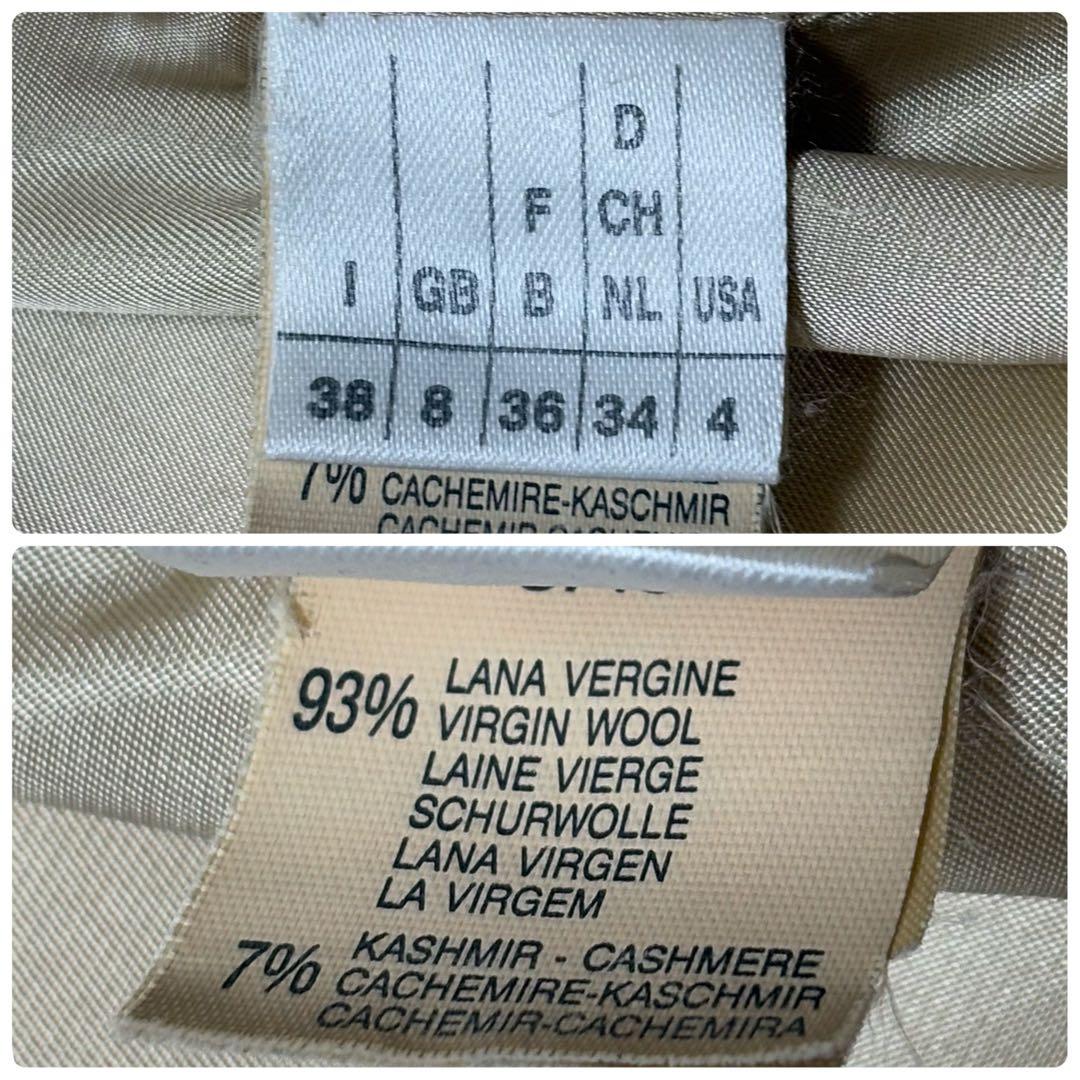 D
F CH
I GB B NL USA
38 8 36 34 4
7% CACHEMIRE-KASCHMIR
93% LANA VERGINE
VIRGIN WOOL
LAINE VIERGE
SCHURWOLLE
LANA VIRGEN
LA VIRGEM
7% KASHMIR - CASHMERE
CACHEMIRE-KASCHMIR
CACHEMIR-CACHEMIRA